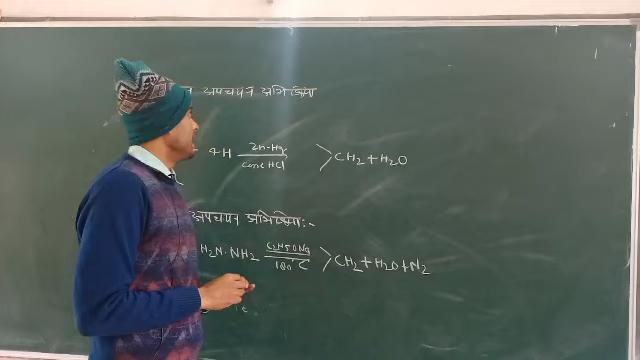 अपचयन अभिक्रिया
4H Zn-Hg conc HCl >CH2 + H2O
अपचयन अभिक्रिया:-
H2N·NH2 C2H5ONa 180°C >CH2 + H2O + N2